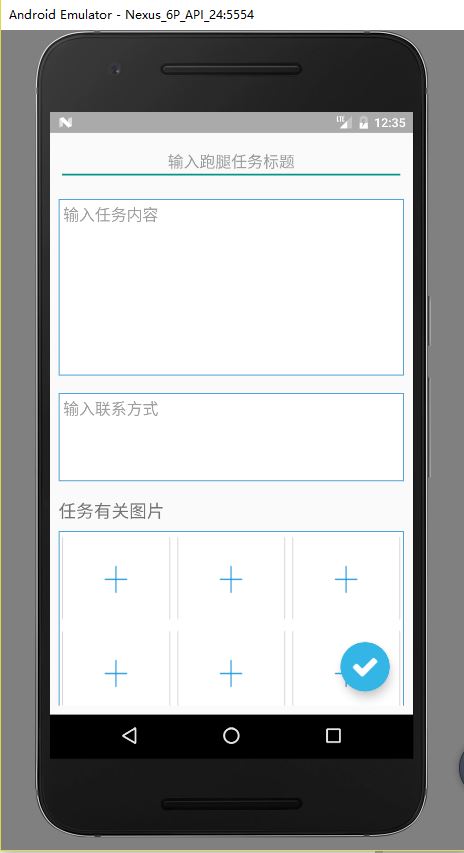 Android Emulator - Nexus_6P_API_24:5554
LTE 12:35
输入跑腿任务标题
输入任务内容
输入联系方式
任务有关图片